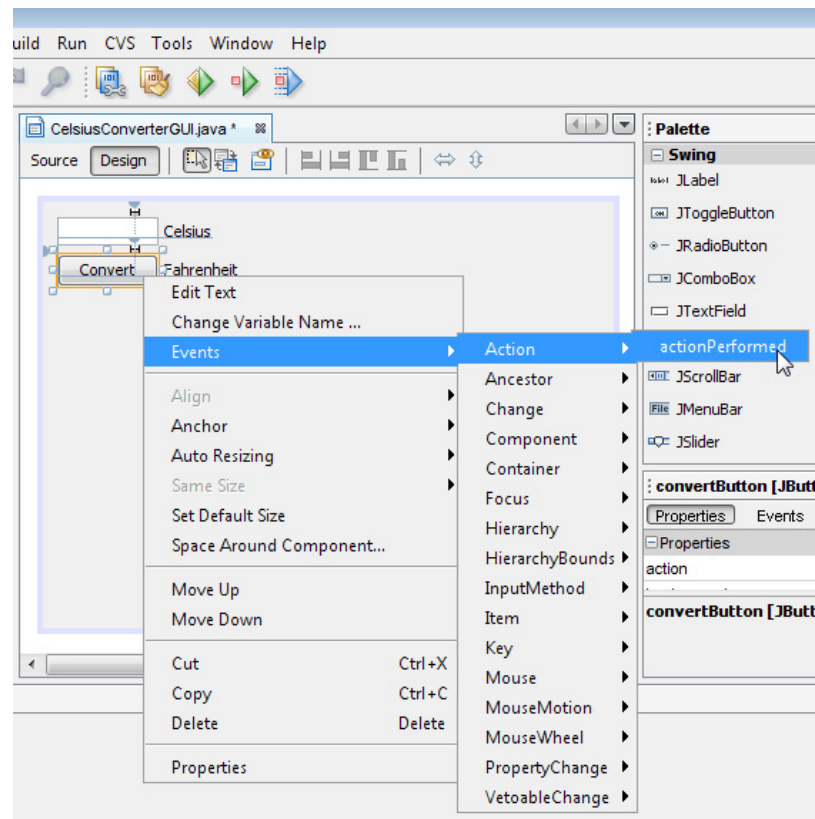 uild Run CVS Tools Window Help
CelsiusConverterGUI.java *
Source Design
Celsius
Convert Fahrenheit
Edit Text
Change Variable Name ...
Events
Align
Anchor
Auto Resizing
Same Size
Set Default Size
Space Around Component...
Move Up
Move Down
Cut Ctrl+X
Copy Ctrl+C
Delete Delete
Properties
Action
Ancestor
Change
Component
Container
Focus
Hierarchy
HierarchyBounds
InputMethod
Item
Key
Mouse
MouseMotion
MouseWheel
PropertyChange
VetoableChange
actionPerformed
Palette
Swing
JLabel
JToggleButton
JRadioButton
JComboBox
JTextField
JScrollBar
File JMenuBar
JSlider
convertButton [JButt
Properties Events
Properties
action
convertButton [JButt